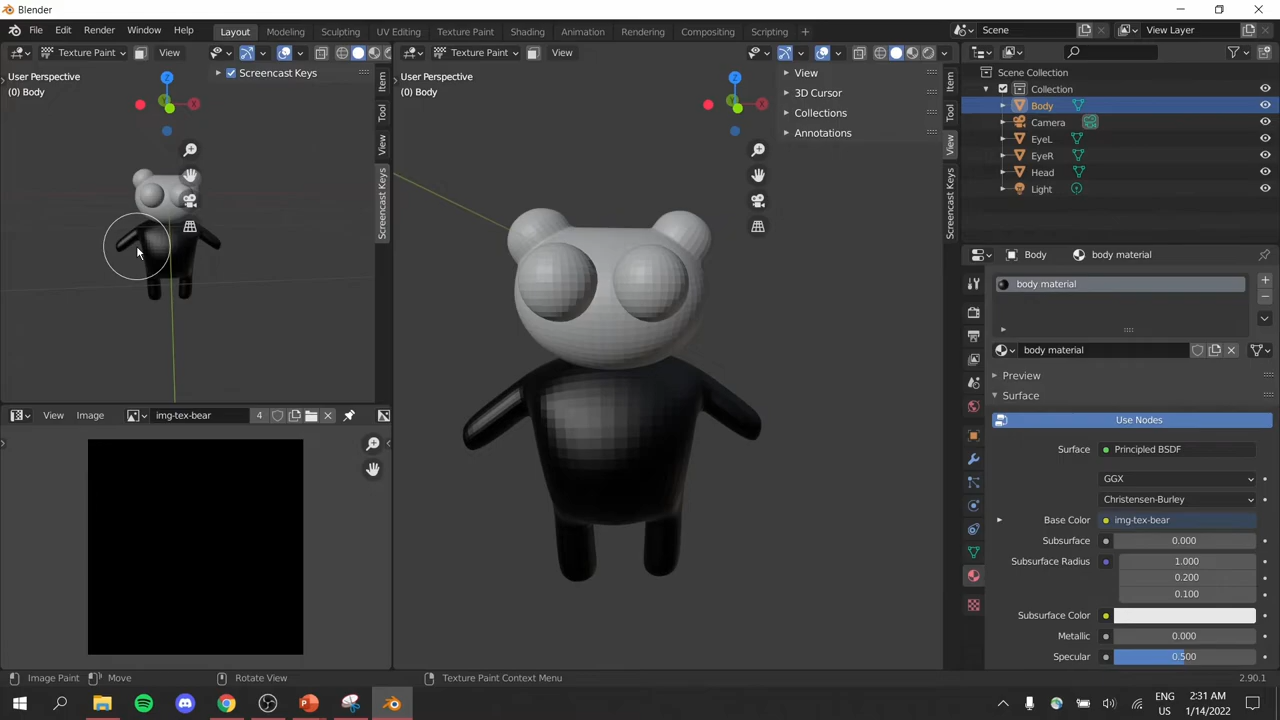 Blender
File Edit Render Window Help Layout Modeling Sculpting UV Editing Texture Paint Shading Animation Rendering Compositing Scripting + Scene View Layer
Texture Paint View
Texture Paint View
User Perspective
(0) Body
Screencast Keys
Z
X
Item
Tool
View
Screencast Keys
User Perspective
(0) Body
Z
X
View
3D Cursor
Collections
Annotations
Item
Tool
View
Screencast Keys
Scene Collection
Collection
Body
Camera
EyeL
EyeR
Head
Light
View Image img-tex-bear 4
Body body material
body material
body material
Preview
Surface
Use Nodes
Surface Principled BSDF
GGX
Christensen-Burley
Base Color img-tex-bear
Subsurface 0.000
Subsurface Radius 1.000
0.200
0.100
Subsurface Color
Metallic 0.000
Specular 0.500
Image Paint Move Rotate View Texture Paint Context Menu 2.90.1
ENG
US
2:31 AM
1/14/2022